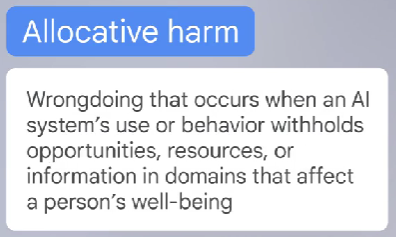 Allocative harm
Wrongdoing that occurs when an AI
system's use or behavior withholds
opportunities, resources, or
information in domains that affect
a person's well-being